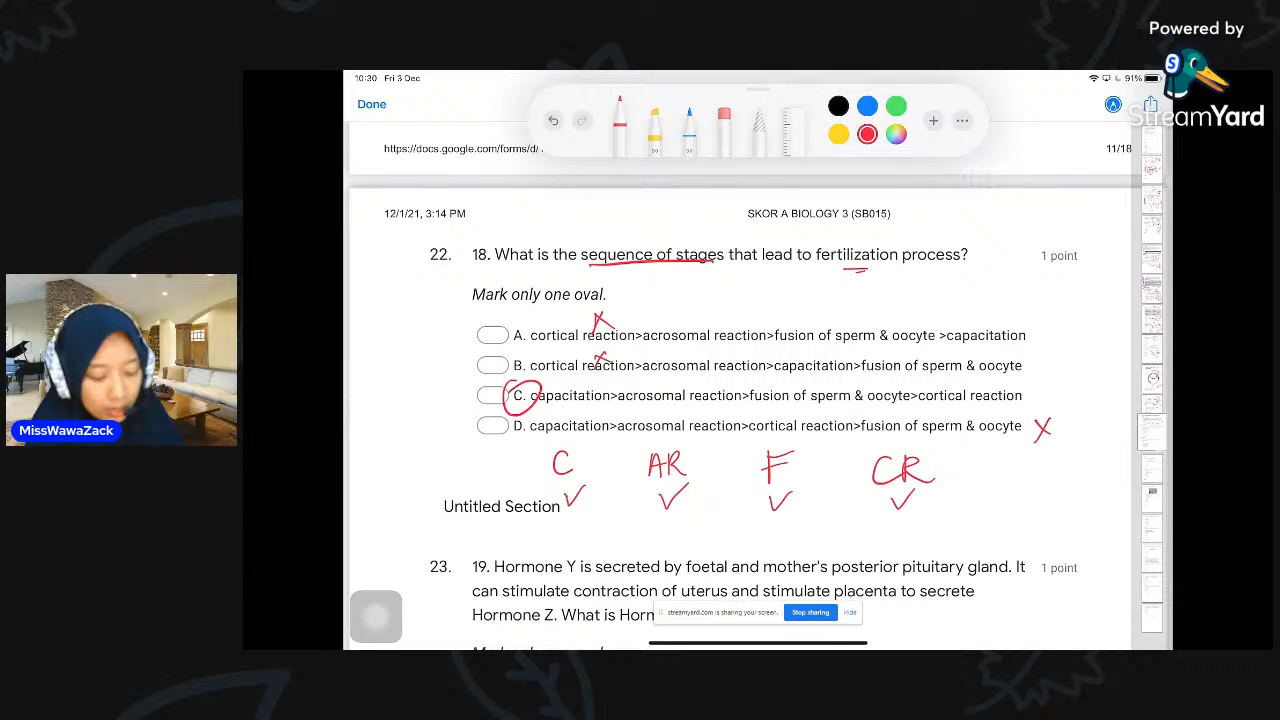 Powered by
StreamYard
10:30 Fri 3 Dec
91%
Done
https://docs.google.com/forms/d/
11/18
12/1/21, 3:14 PM
SKOR A BIOLOGY 3 (SB015)
22. 18. What is the sequence of stages that lead to fertilization process? 1 point
Mark only one oval.
A. cortical reaction>acrosomal reaction>fusion of sperm & oocyte >capacitation
B. cortical reaction>acrosomal reaction>capacitation>fusion of sperm & oocyte
C. capacitation>acrosomal reaction>fusion of sperm & oocyte>cortical reaction
D. capacitation>acrosomal reaction>cortical reaction>fusion of sperm & oocyte X
MissWawaZack
C AR F CR
Untitled Section
23. 19. Hormone Y is secreted by foetal and mother's posterior pituitary gland. It 1 point
can stimulate contraction of uterus and stimulate placenta to secrete
Hormone Z. What is Horm
streamyard.com is sharing your screen. Stop sharing Hide